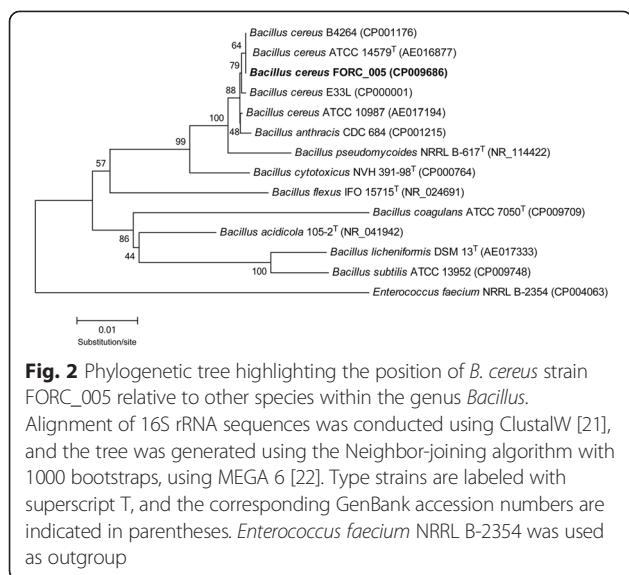 Bacillus cereus B4264 (CP001176)
64
Bacillus cereus ATCC 14579ᵀ (AE016877)
79
Bacillus cereus FORC_005 (CP009686)
88
Bacillus cereus E33L (CP000001)
100
Bacillus cereus ATCC 10987 (AE017194)
48
Bacillus anthracis CDC 684 (CP001215)
99
Bacillus pseudomycoides NRRL B-617ᵀ (NR_114422)
57
Bacillus cytotoxicus NVH 391-98ᵀ (CP000764)
Bacillus flexus IFO 15715ᵀ (NR_024691)
Bacillus coagulans ATCC 7050ᵀ (CP009709)
86
Bacillus acidicola 105-2ᵀ (NR_041942)
44
Bacillus licheniformis DSM 13ᵀ (AE017333)
100
Bacillus subtilis ATCC 13952 (CP009748)
Enterococcus faecium NRRL B-2354 (CP004063)
0.01
Substitution/site
Fig. 2 Phylogenetic tree highlighting the position of B. cereus strain
FORC_005 relative to other species within the genus Bacillus.
Alignment of 16S rRNA sequences was conducted using ClustalW [21],
and the tree was generated using the Neighbor-joining algorithm with
1000 bootstraps, using MEGA 6 [22]. Type strains are labeled with
superscript T, and the corresponding GenBank accession numbers are
indicated in parentheses. Enterococcus faecium NRRL B-2354 was used
as outgroup